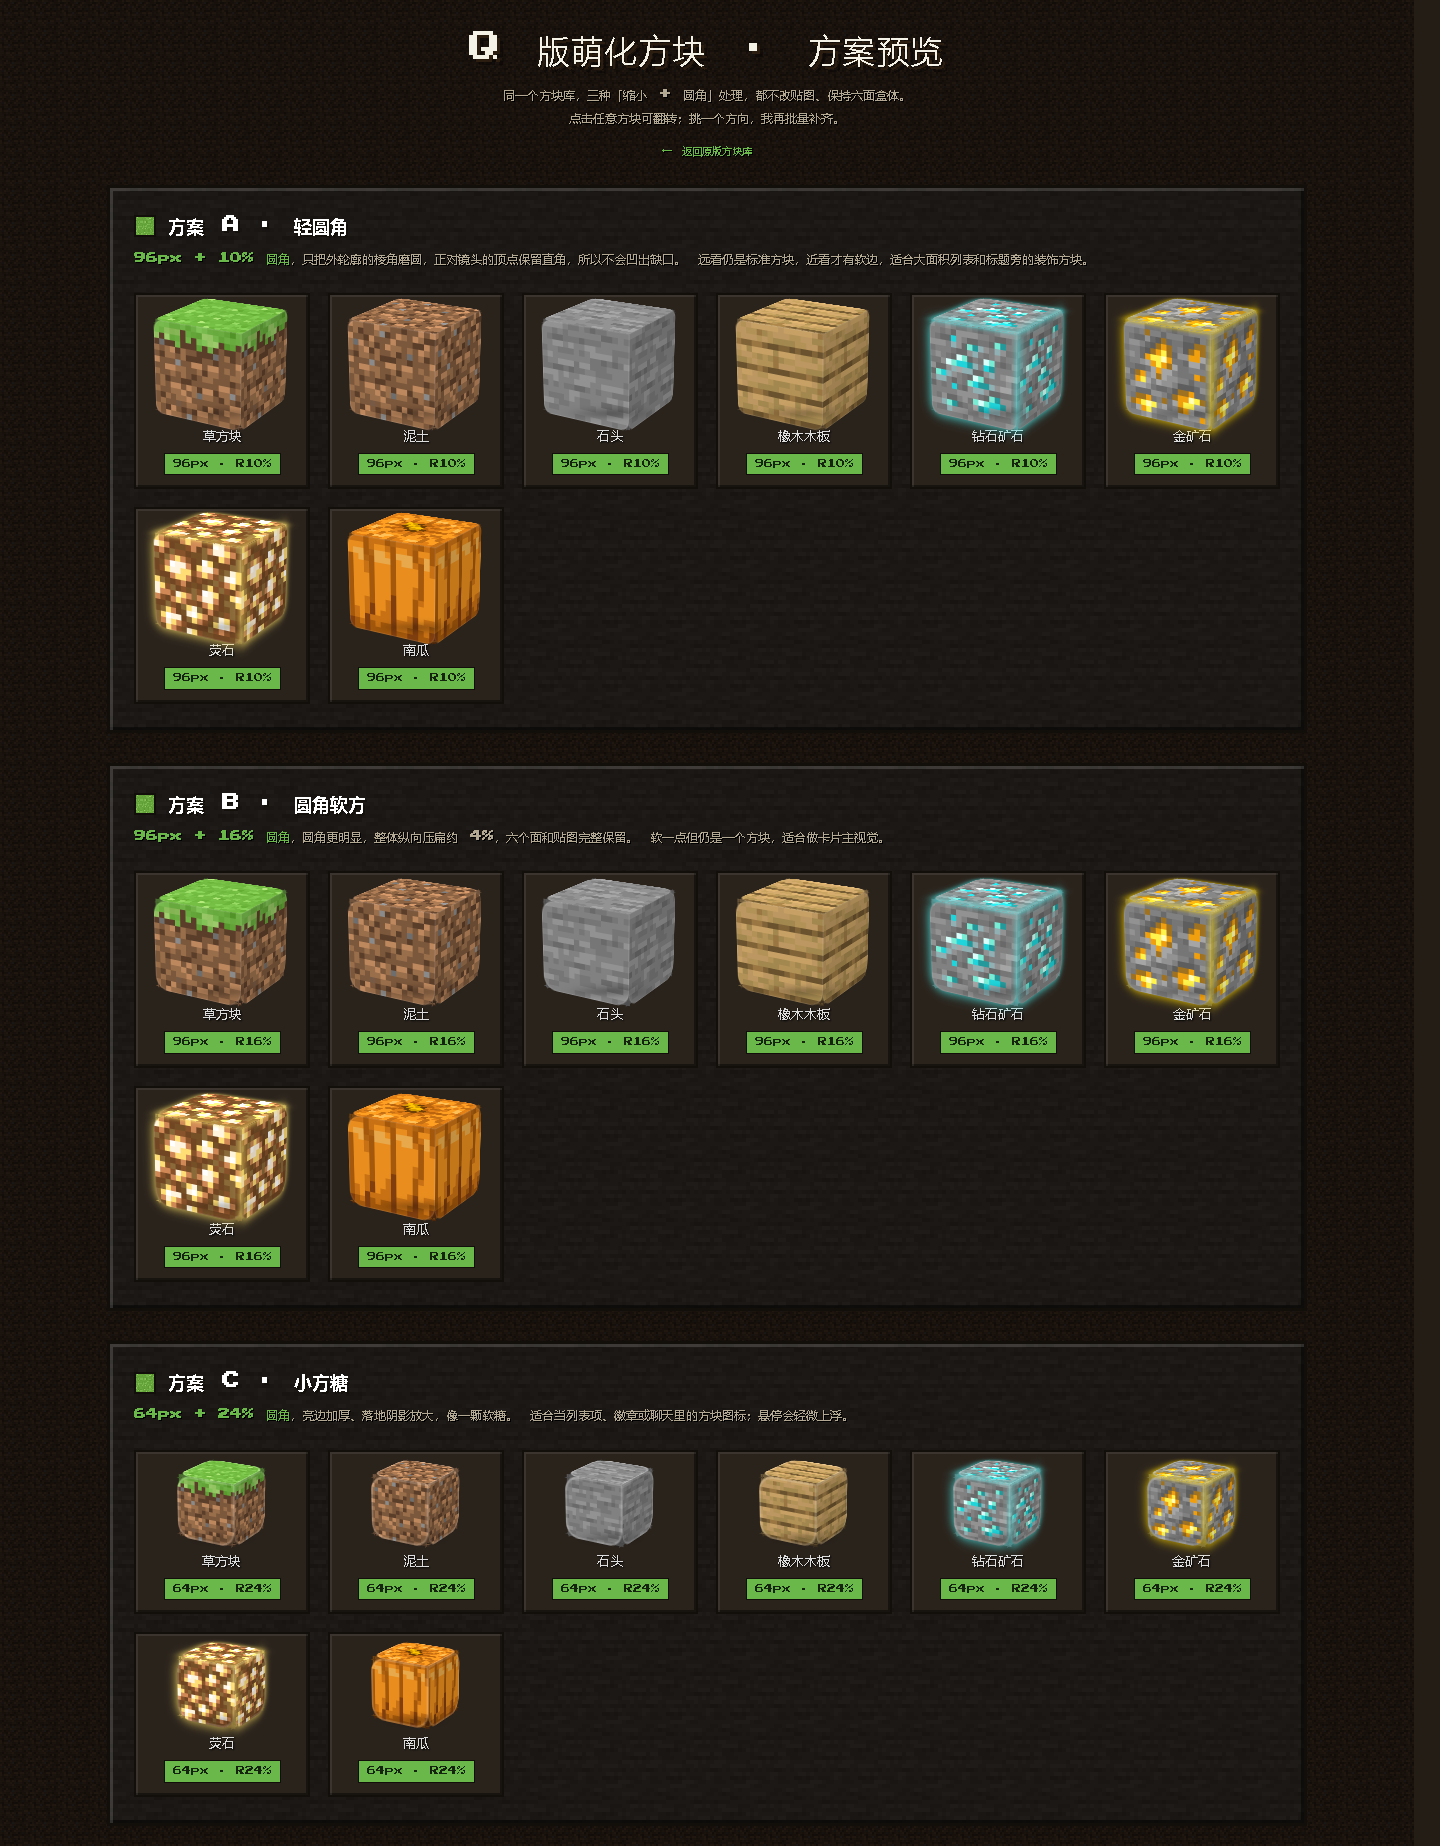 Q 版萌化方块 · 方案预览
同一个方块库，三种「缩小 + 圆角」处理，都不改贴图、保持六面盒体。
点击任意方块可翻转；挑一个方向，我再批量补齐。
← 返回原版方块库
方案 A · 轻圆角
96px + 10% 圆角，只把外轮廓的棱角磨圆，正对镜头的顶点保留直角，所以不会凹出缺口。 远看仍是标准方块，近看才有软边，适合大面积列表和标题旁的装饰方块。
草方块 泥土 石头 橡木木板 钻石矿石 金矿石
96px · R10% 96px · R10% 96px · R10% 96px · R10% 96px · R10% 96px · R10%
荧石 南瓜
96px · R10% 96px · R10%
方案 B · 圆角软方
96px + 16% 圆角，圆角更明显，整体纵向压扁约 4%，六个面和贴图完整保留。 软一点但仍是一个方块，适合做卡片主视觉。
草方块 泥土 石头 橡木木板 钻石矿石 金矿石
96px · R16% 96px · R16% 96px · R16% 96px · R16% 96px · R16% 96px · R16%
荧石 南瓜
96px · R16% 96px · R16%
方案 C · 小方糖
64px + 24% 圆角，亮边加厚、落地阴影放大，像一颗软糖。 适合当列表项、徽章或聊天里的方块图标；悬停会轻微上浮。
草方块 泥土 石头 橡木木板 钻石矿石 金矿石
64px · R24% 64px · R24% 64px · R24% 64px · R24% 64px · R24% 64px · R24%
荧石 南瓜
64px · R24% 64px · R24%